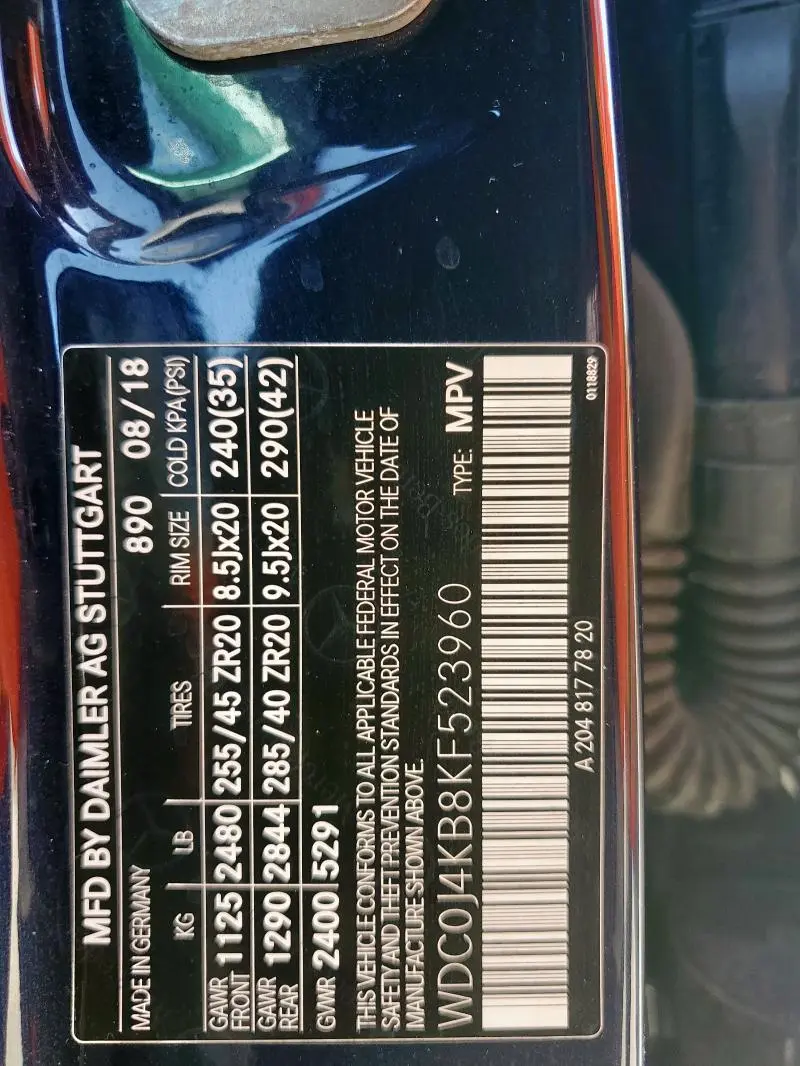 MFD BY DAIMLER AG STUTTGART
MADE IN GERMANY 890 08/18
KG LB TIRES RIM SIZE COLD KPA(PSI)
GAWR FRONT 1125 2480 255/45 ZR20 8.5Jx20 240(35)
GAWR REAR 1290 2844 285/40 ZR20 9.5Jx20 290(42)
GVWR 2400 5291
THIS VEHICLE CONFORMS TO ALL APPLICABLE FEDERAL MOTOR VEHICLE
SAFETY AND THEFT PREVENTION STANDARDS IN EFFECT ON THE DATE OF
MANUFACTURE SHOWN ABOVE.
WDC0J4KB8KF523960 TYPE: MPV
A 204 817 78 20 0118829